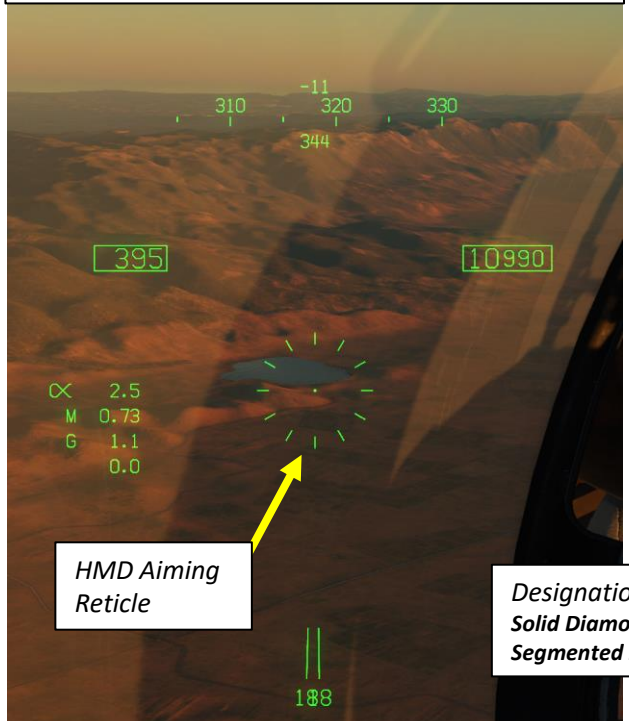 -11
310 320 330
344
395
10990
α 2.5
M 0.73
G 1.1
0.0
HMD Aiming
Reticle
Designatio
Solid Diamo
Segmented